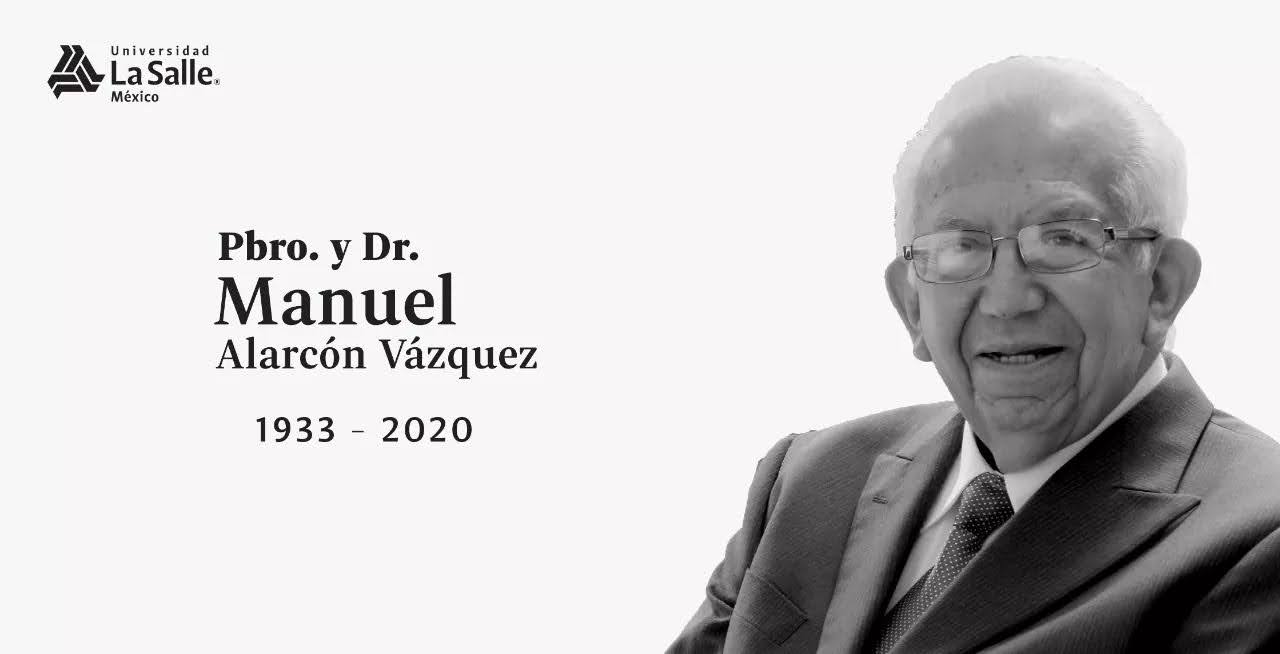 Universidad
La Salle®
México
Pbro. y Dr.
Manuel
Alarcón Vázquez
1933 – 2020